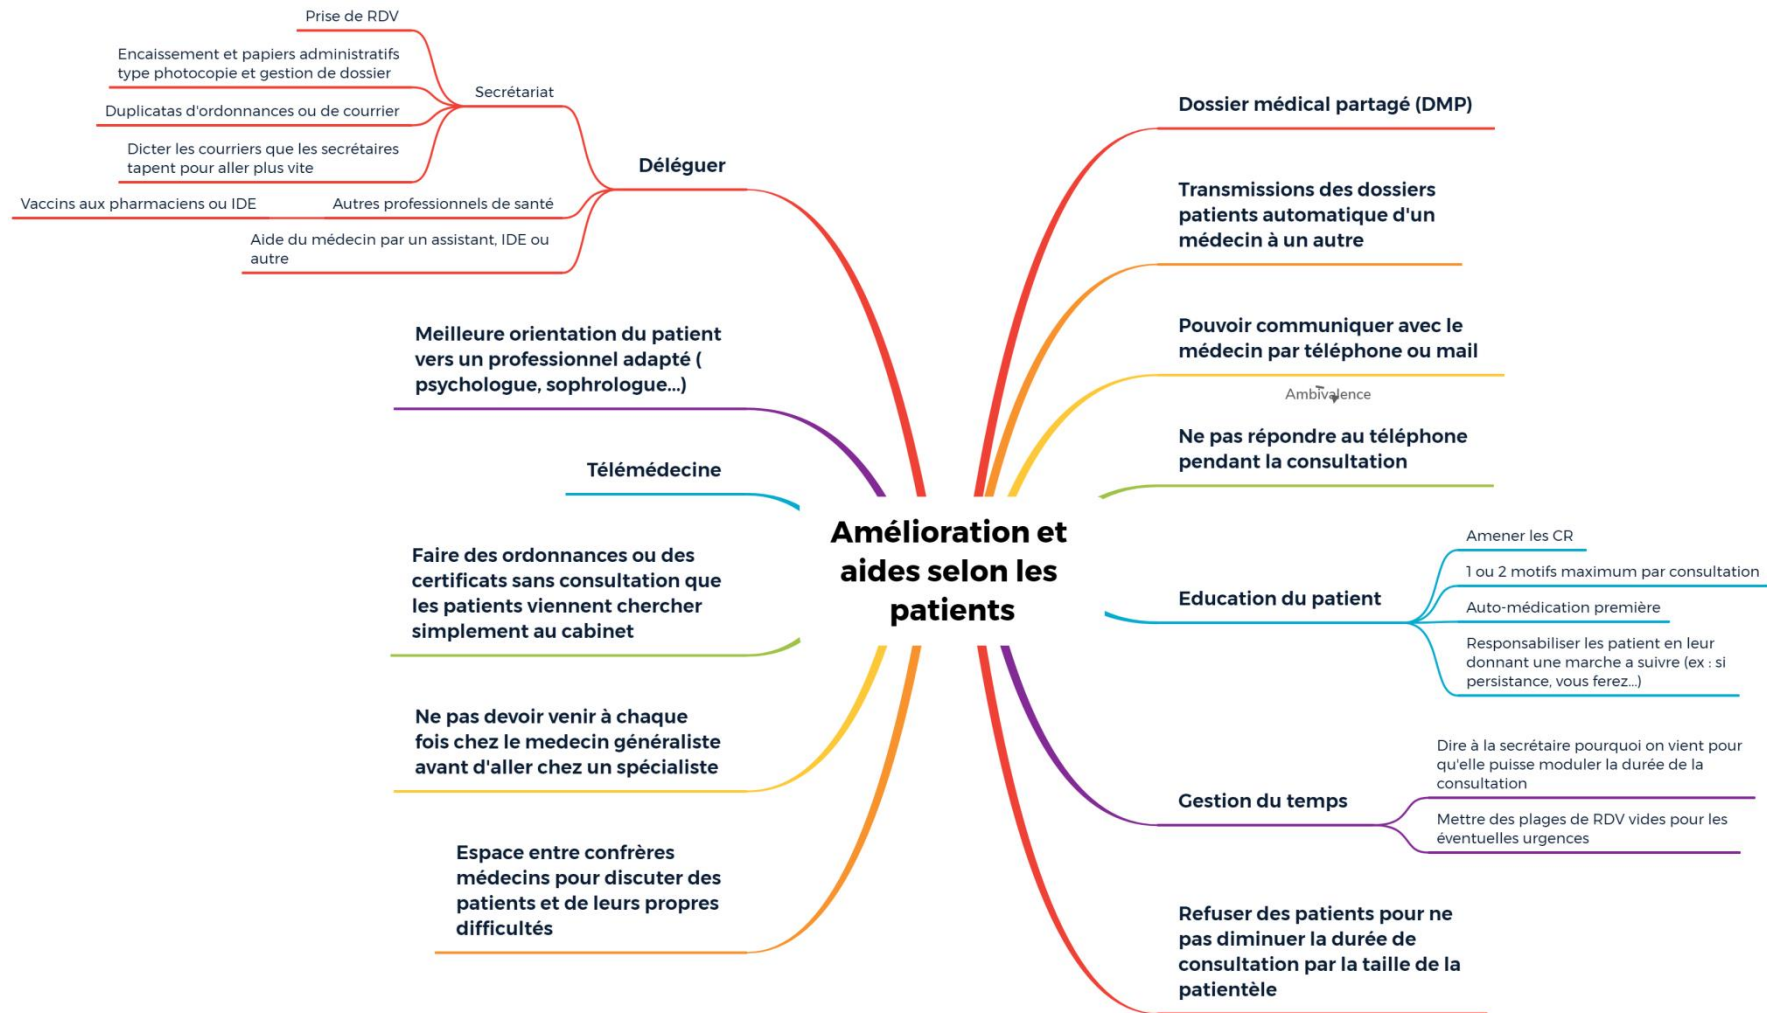 Prise de RDV
Encaissement et papiers administratifs
type photocopie et gestion de dossier
Secrétariat
Duplicatas d'ordonnances ou de courrier
Dicter les courriers que les secrétaires
tapent pour aller plus vite
Déléguer
Vaccins aux pharmaciens ou IDE
Autres professionnels de santé
Aide du médecin par un assistant, IDE ou
autre
Meilleure orientation du patient
vers un professionnel adapté (
psychologue, sophrologue...)
Télémédecine
Faire des ordonnances ou des
certificats sans consultation que
les patients viennent chercher
simplement au cabinet
Ne pas devoir venir à chaque
fois chez le medecin généraliste
avant d'aller chez un spécialiste
Espace entre confrères
médecins pour discuter des
patients et de leurs propres
difficultés
Amélioration et
aides selon les
patients
Dossier médical partagé (DMP)
Transmissions des dossiers
patients automatique d'un
médecin à un autre
Pouvoir communiquer avec le
médecin par téléphone ou mail
Ambivalence
Ne pas répondre au téléphone
pendant la consultation
Education du patient
Amener les CR
1 ou 2 motifs maximum par consultation
Auto-médication première
Responsabiliser les patient en leur
donnant une marche a suivre (ex : si
persistance, vous ferez...)
Gestion du temps
Dire à la secrétaire pourquoi on vient pour
qu'elle puisse moduler la durée de la
consultation
Mettre des plages de RDV vides pour les
éventuelles urgences
Refuser des patients pour ne
pas diminuer la durée de
consultation par la taille de la
patientèle